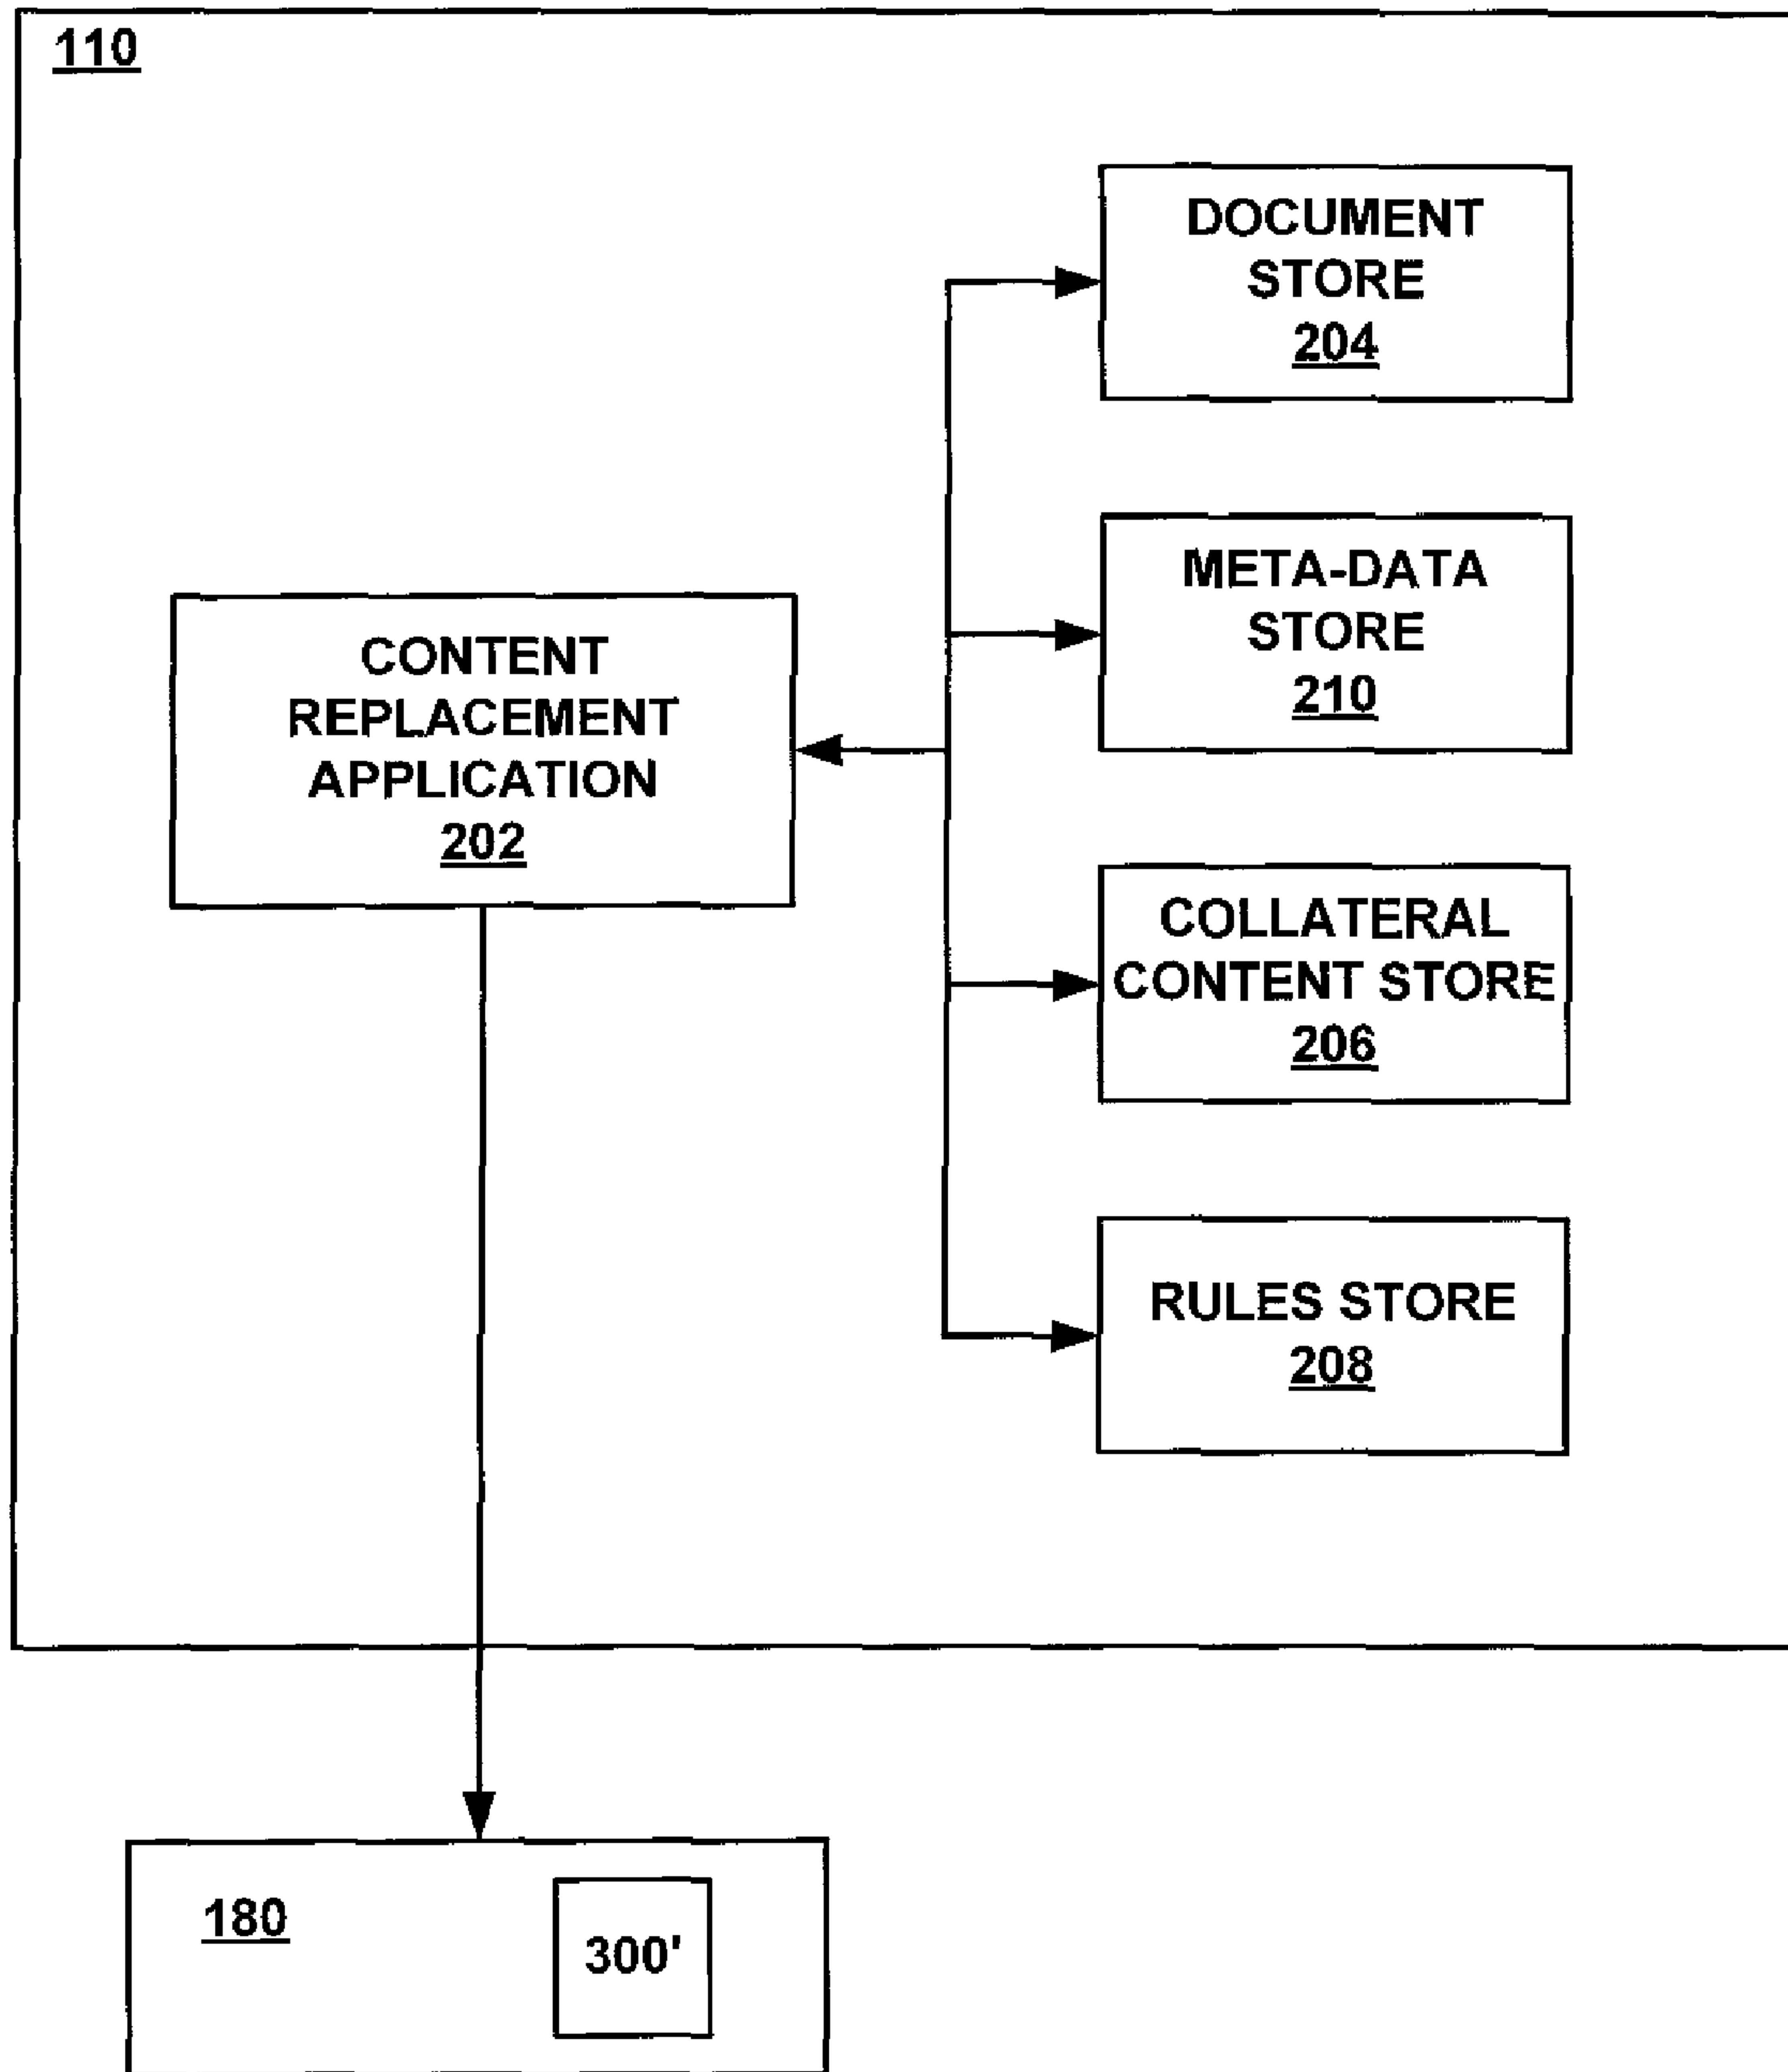 110
DOCUMENT
STORE
204
META-DATA
STORE
210
CONTENT
REPLACEMENT
APPLICATION
202
COLLATERAL
CONTENT STORE
206
RULES STORE
208
180
300'